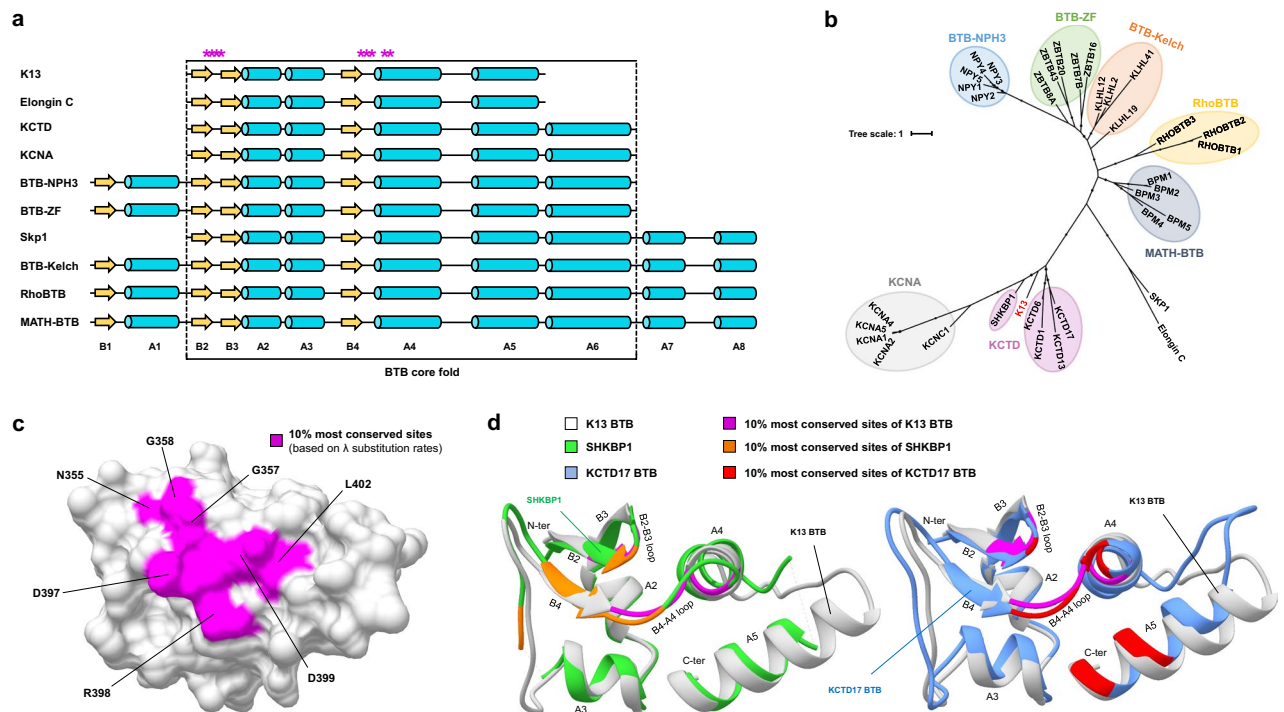 a
**** *** **
K13
Elongin C
KCTD
KCNA
BTB-NPH3
BTB-ZF
Skp1
BTB-Kelch
RhoBTB
MATH-BTB
B1 A1 B2 B3 A2 A3 B4 A4 A5 A6 A7 A8
BTB core fold
b
BTB-NPH3
NPY4
NPY3
NPY5
NPY1
NPY2
BTB-ZF
ZBTB8A
ZBTB43
ZBTB20
ZBTB7B
ZBTB16
BTB-Kelch
KLHL12
KLHL2
KLHL41
KLHL19
RhoBTB
RHOBTB3
RHOBTB2
RHOBTB1
Tree scale: 1
BPM1
BPM2
BPM3
BPM4
BPM5
MATH-BTB
SKP1
Elongin C
KCNA
KCNA4
KCNA5
KCNA1
KCNA2
KCNC1
SHKBP1
K13
KCTD6
KCTD1
KCTD17
KCTD13
KCTD
c
10% most conserved sites
(based on λ substitution rates)
G358
N355
G357
L402
D397
R398
D399
d
K13 BTB
SHKBP1
KCTD17 BTB
10% most conserved sites of K13 BTB
10% most conserved sites of SHKBP1
10% most conserved sites of KCTD17 BTB
SHKBP1
N-ter
B3
B2-B3 loop
B2
A4
K13 BTB
A2
B4
B4-A4 loop
A5
C-ter
A3
N-ter
B3
B2-B3 loop
B2
A4
K13 BTB
A2
B4
B4-A4 loop
A5
C-ter
KCTD17 BTB
A3